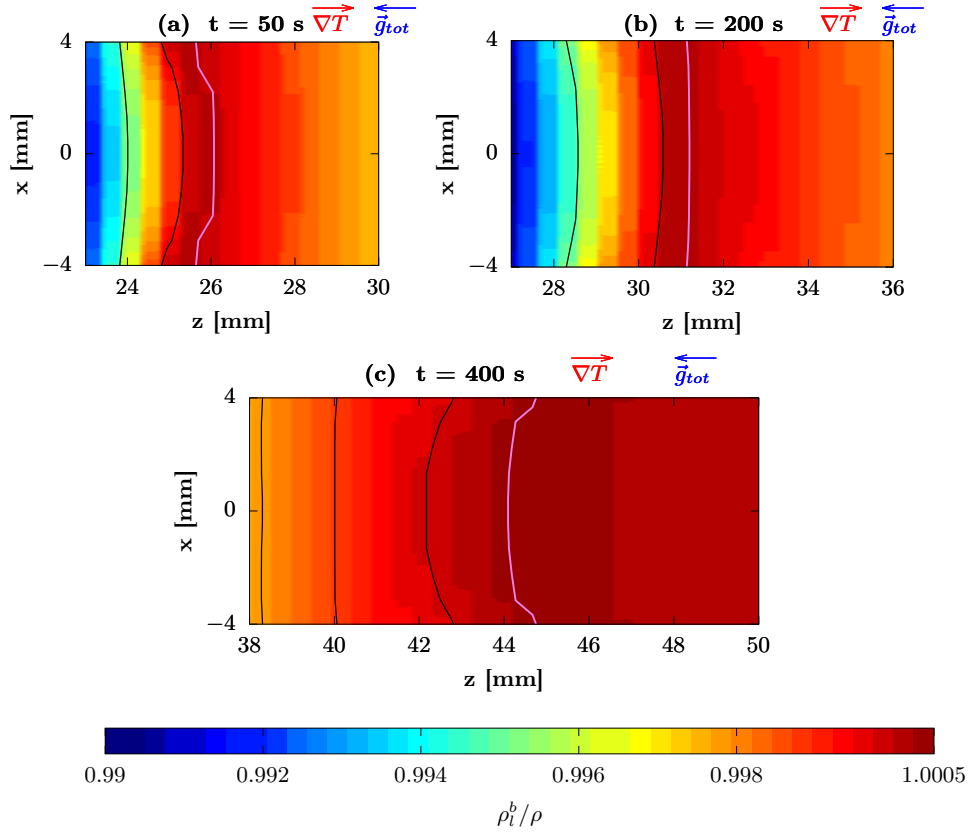 (a) t = 50 s ∇T g⃗tot
(b) t = 200 s ∇T g⃗tot
4
0
−4
x [mm]
24 26 28 30
z [mm]
4
0
−4
x [mm]
28 30 32 34 36
z [mm]
(c) t = 400 s ∇T g⃗tot
4
0
−4
x [mm]
38 40 42 44 46 48 50
z [mm]
0.99 0.992 0.994 0.996 0.998 1.0005
ρ_l^b/ρ